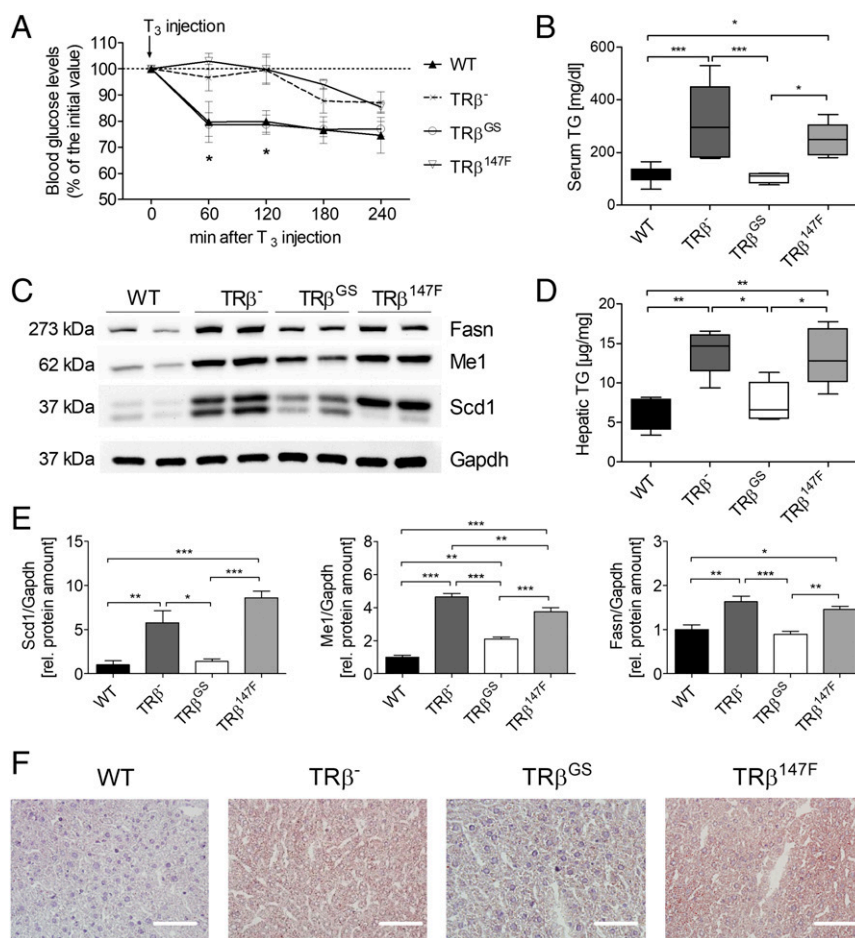 A
T3 injection
Blood glucose levels
(% of the initial value)
110
100
90
80
70
60
50
*
*
0
60
120
180
240
min after T3 injection
WT
TRβ-
TRβGS
TRβ147F
B
Serum TG [mg/dl]
600
400
200
0
*
***
***
*
WT
TRβ-
TRβGS
TRβ147F
C
WT
TRβ-
TRβGS
TRβ147F
273 kDa
Fasn
62 kDa
Me1
37 kDa
Scd1
37 kDa
Gapdh
D
Hepatic TG [µg/mg]
20
15
10
5
0
**
**
*
*
WT
TRβ-
TRβGS
TRβ147F
E
Scd1/Gapdh
[rel. protein amount]
15
10
5
0
***
**
*
***
WT
TRβ-
TRβGS
TRβ147F
Me1/Gapdh
[rel. protein amount]
8
6
4
2
0
***
**
**
***
***
***
WT
TRβ-
TRβGS
TRβ147F
Fasn/Gapdh
[rel. protein amount]
3
2
1
0
*
**
***
**
WT
TRβ-
TRβGS
TRβ147F
F
WT
TRβ-
TRβGS
TRβ147F